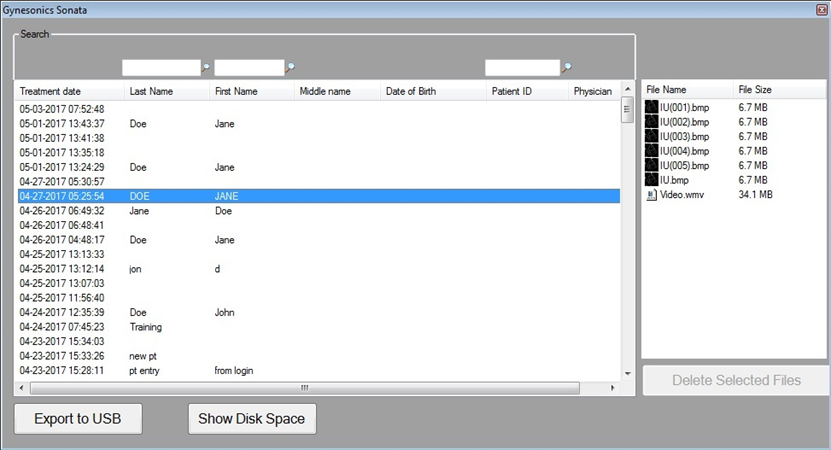 Gynesonics Sonata
Search
Treatment date Last Name First Name Middle name Date of Birth Patient ID Physician
05-03-2017 07:52:48
05-01-2017 13:43:37 Doe Jane
05-01-2017 13:41:38
05-01-2017 13:35:18
05-01-2017 13:24:29 Doe Jane
04-27-2017 05:30:57
04-27-2017 05:25:54 DOE JANE
04-26-2017 06:49:32 Jane Doe
04-26-2017 06:48:41
04-26-2017 04:48:17 Doe Jane
04-25-2017 13:13:33
04-25-2017 13:12:14 jon d
04-25-2017 13:07:03
04-25-2017 11:56:40
04-24-2017 12:35:39 Doe John
04-24-2017 07:45:23 Training
04-23-2017 15:34:03
04-23-2017 15:33:26 new pt
04-23-2017 15:28:11 pt entry from login
File Name File Size
IU(001).bmp 6.7 MB
IU(002).bmp 6.7 MB
IU(003).bmp 6.7 MB
IU(004).bmp 6.7 MB
IU(005).bmp 6.7 MB
IU.bmp 6.7 MB
Video.wmv 34.1 MB
Delete Selected Files
Export to USB
Show Disk Space